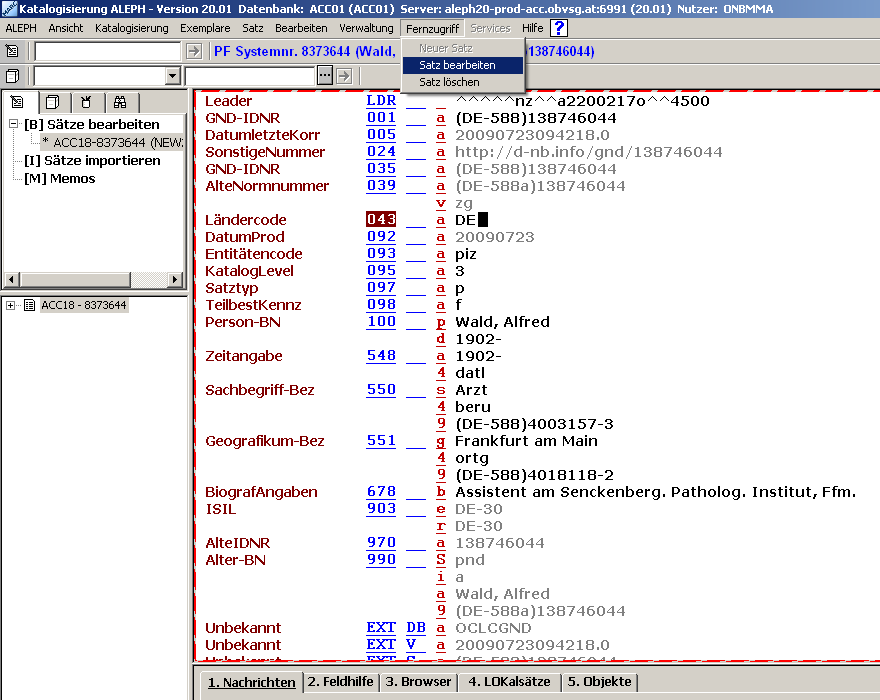 Katalogisierung ALEPH - Version 20.01 Datenbank: ACC01 (ACC01) Server: aleph20-prod-acc.obvsg.at:6991 (20.01) Nutzer: ONBMMA
ALEPH Ansicht Katalogisierung Exemplare Satz Bearbeiten Verwaltung Fernzugriff Services Hilfe ?
Neuer Satz
Satz bearbeiten
Satz löschen
PF Systemnr. 8373644 (Wald, 138746044)
[B] Sätze bearbeiten
* ACC18-8373644 (NEW
[I] Sätze importieren
[M] Memos
ACC18 - 8373644
Leader LDR ^^^^^nz^^a2200217o^^4500
GND-IDNR 001 a (DE-588)138746044
DatumletzteKorr 005 a 20090723094218.0
SonstigeNummer 024 a http://d-nb.info/gnd/138746044
GND-IDNR 035 a (DE-588)138746044
AlteNormnummer 039 a (DE-588a)138746044
v zg
Ländercode 043 a DE
DatumProd 092 a 20090723
Entitätencode 093 a piz
KatalogLevel 095 a 3
Satztyp 097 a p
TeilbestKennz 098 a f
Person-BN 100 p Wald, Alfred
d 1902-
Zeitangabe 548 a 1902-
4 datl
Sachbegriff-Bez 550 s Arzt
4 beru
9 (DE-588)4003157-3
Geografikum-Bez 551 g Frankfurt am Main
4 ortg
9 (DE-588)4018118-2
BiografAngaben 678 b Assistent am Senckenberg. Patholog. Institut, Ffm.
ISIL 903 e DE-30
r DE-30
AlteIDNR 970 a 138746044
Alter-BN 990 S pnd
i a
a Wald, Alfred
9 (DE-588a)138746044
Unbekannt EXT DB a OCLCGND
Unbekannt EXT V a 20090723094218.0
1. Nachrichten 2. Feldhilfe 3. Browser 4. LOKalsätze 5. Objekte